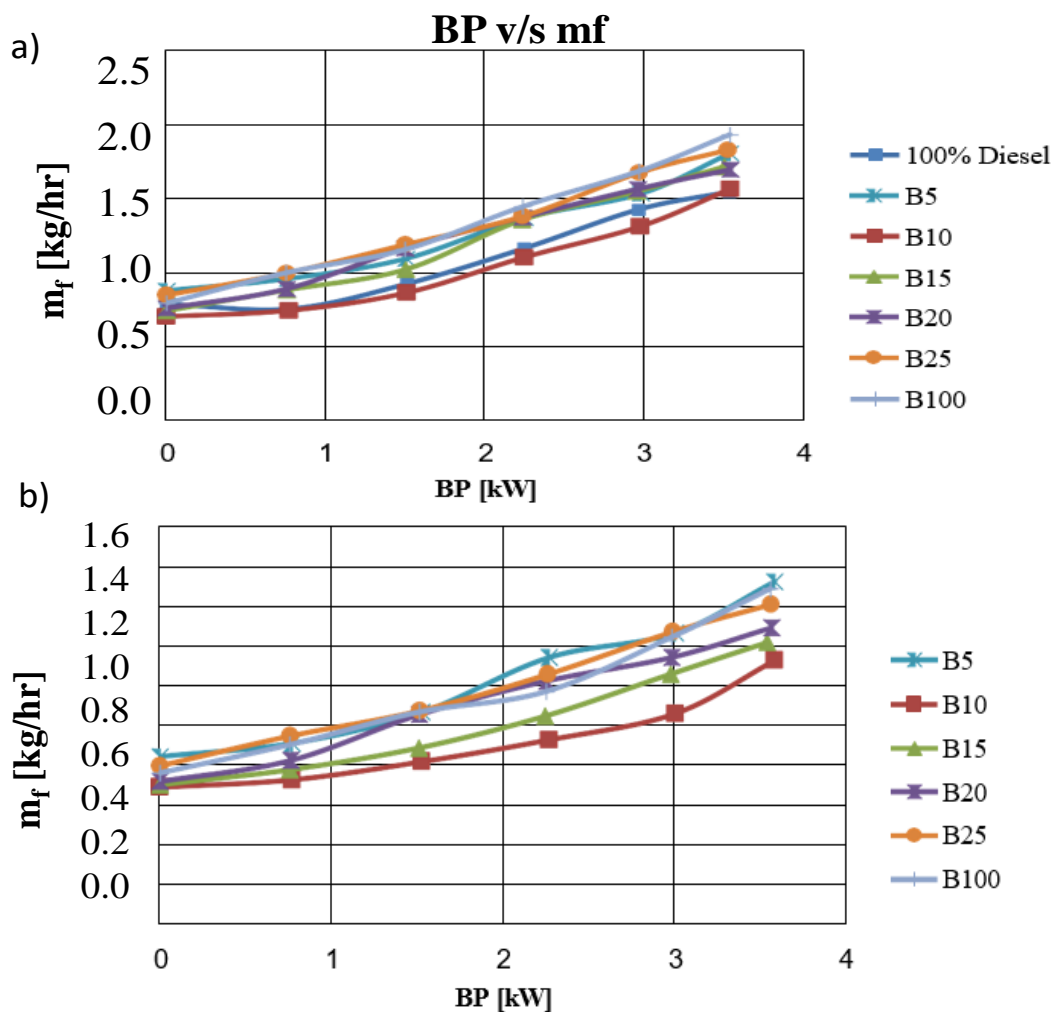 BP v/s mf
a)
2.5
2.0
1.5
1.0
0.5
0.0
m_f [kg/hr]
0 1 2 3 4
BP [kW]
100% Diesel
B5
B10
B15
B20
B25
B100
b)
1.6
1.4
1.2
1.0
0.8
0.6
0.4
0.2
0.0
m_f [kg/hr]
0 1 2 3 4
BP [kW]
B5
B10
B15
B20
B25
B100